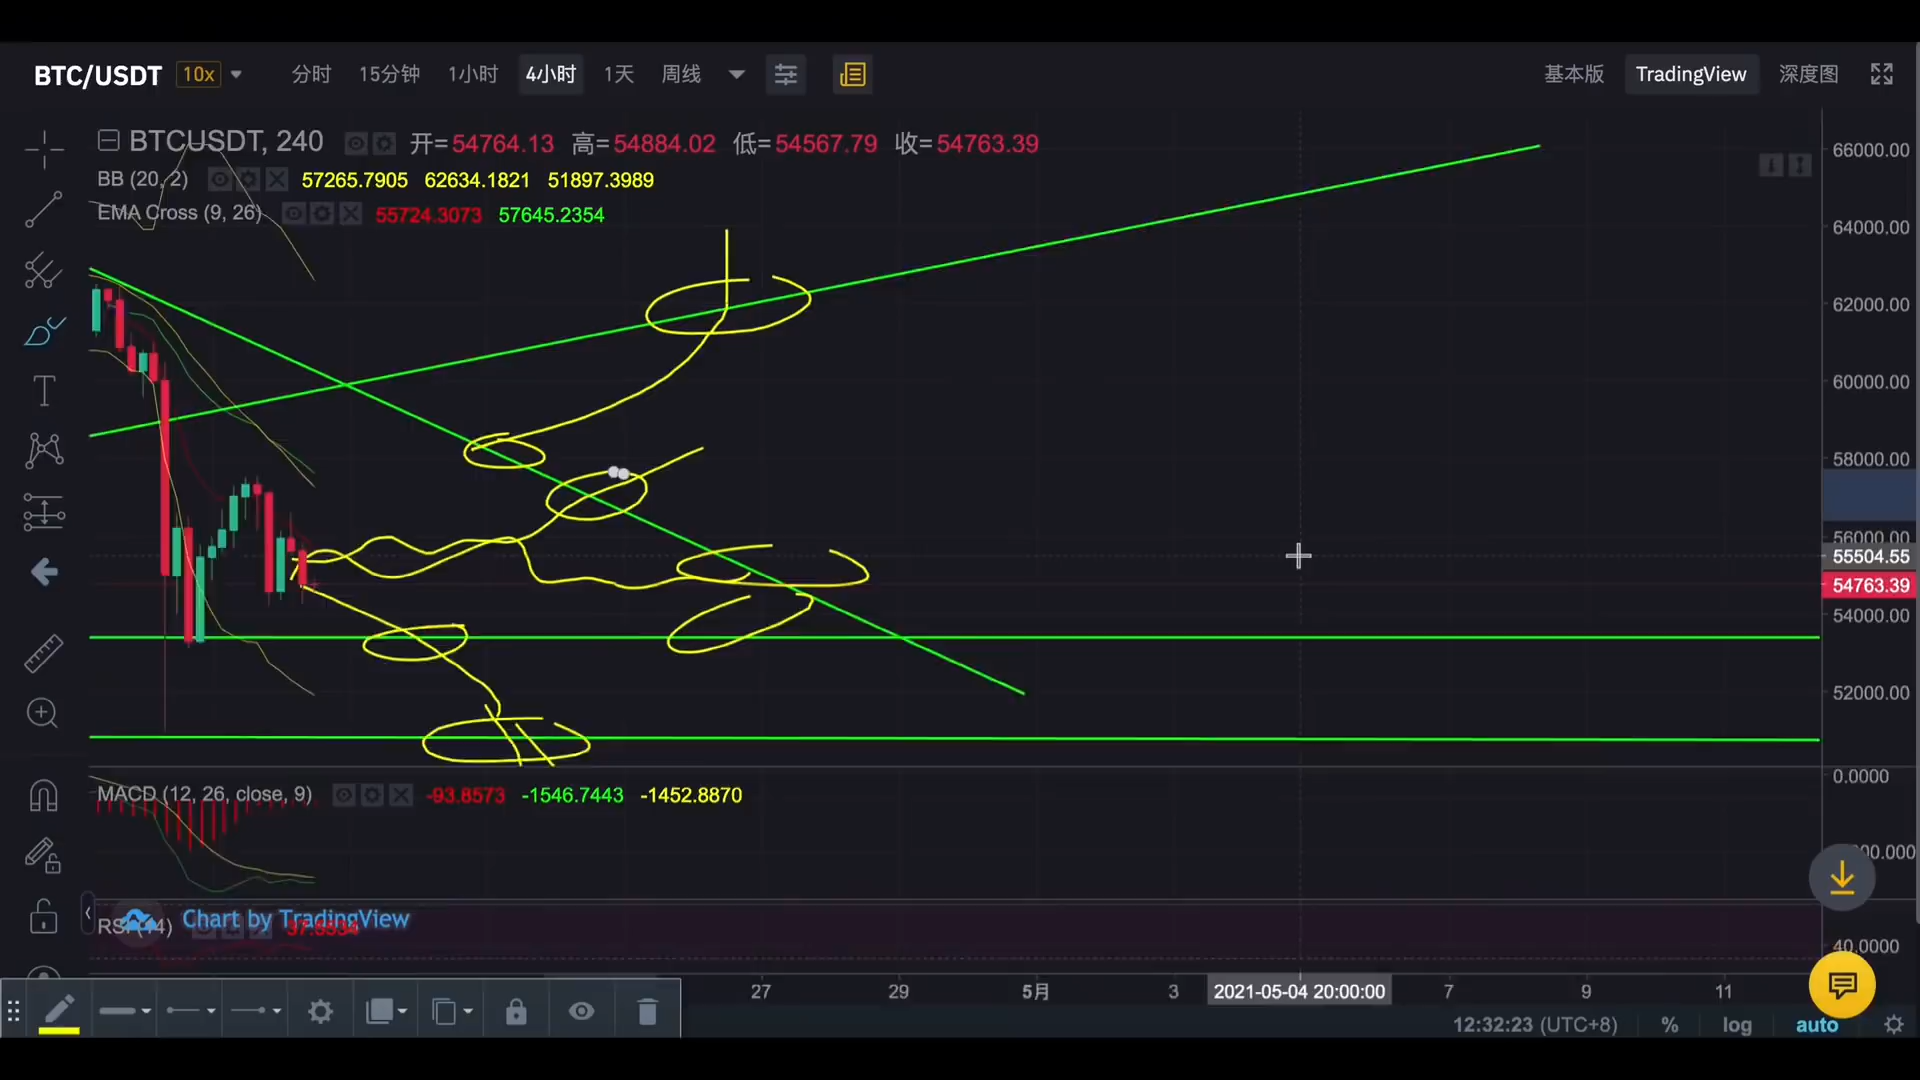 BTC/USDT 10x 分时 15分钟 1小时 4小时 1天 周线 基本版 TradingView 深度图
BTCUSDT, 240 开=54764.13 高=54884.02 低=54567.79 收=54763.39
BB (20, 2) 57265.7905 62634.1821 51897.3989
EMA Cross (9, 26) 55724.3073 57645.2354
66000.00
64000.00
62000.00
60000.00
58000.00
56000.00
55504.55
54763.39
54000.00
52000.00
MACD (12, 26, close, 9) -93.8573 -1546.7443 -1452.8870
0.0000
Chart by TradingView
40.0000
27 29 5月 3 2021-05-04 20:00:00 7 9 11
12:32:23 (UTC+8) % log auto